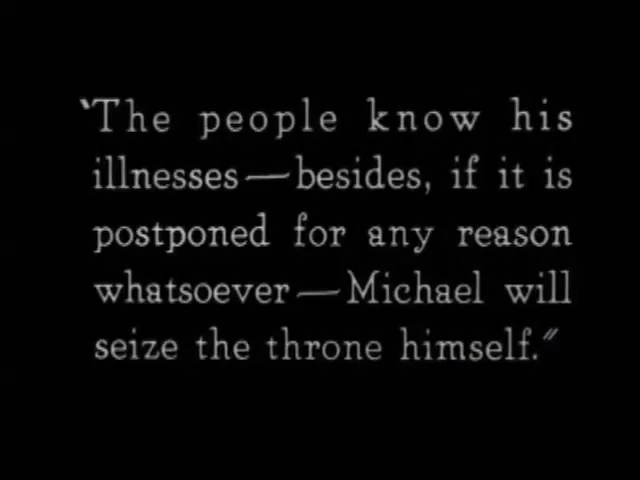 "The people know his
illnesses—besides, if it is
postponed for any reason
whatsoever—Michael will
seize the throne himself."